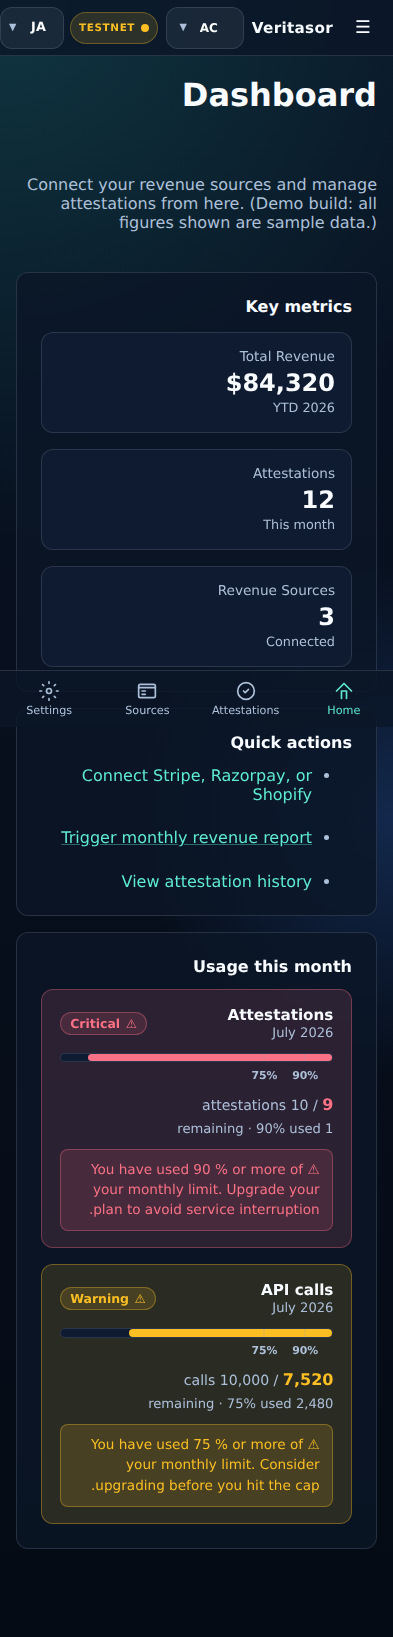 JA
TESTNET
AC
Veritasor
Dashboard
Connect your revenue sources and manage
attestations from here. (Demo build: all
figures shown are sample data.)
Key metrics
Total Revenue
$84,320
YTD 2026
Attestations
12
This month
Revenue Sources
3
Connected
Settings
Sources
Attestations
Home
Quick actions
• Connect Stripe, Razorpay, or
Shopify
• Trigger monthly revenue report
• View attestation history
Usage this month
Attestations
July 2026
Critical ⚠
75% 90%
attestations 10 / 9
remaining · 90% used 1
You have used 90 % or more of ⚠
your monthly limit. Upgrade your
.plan to avoid service interruption
API calls
July 2026
Warning ⚠
75% 90%
calls 10,000 / 7,520
remaining · 75% used 2,480
You have used 75 % or more of ⚠
your monthly limit. Consider
.upgrading before you hit the cap